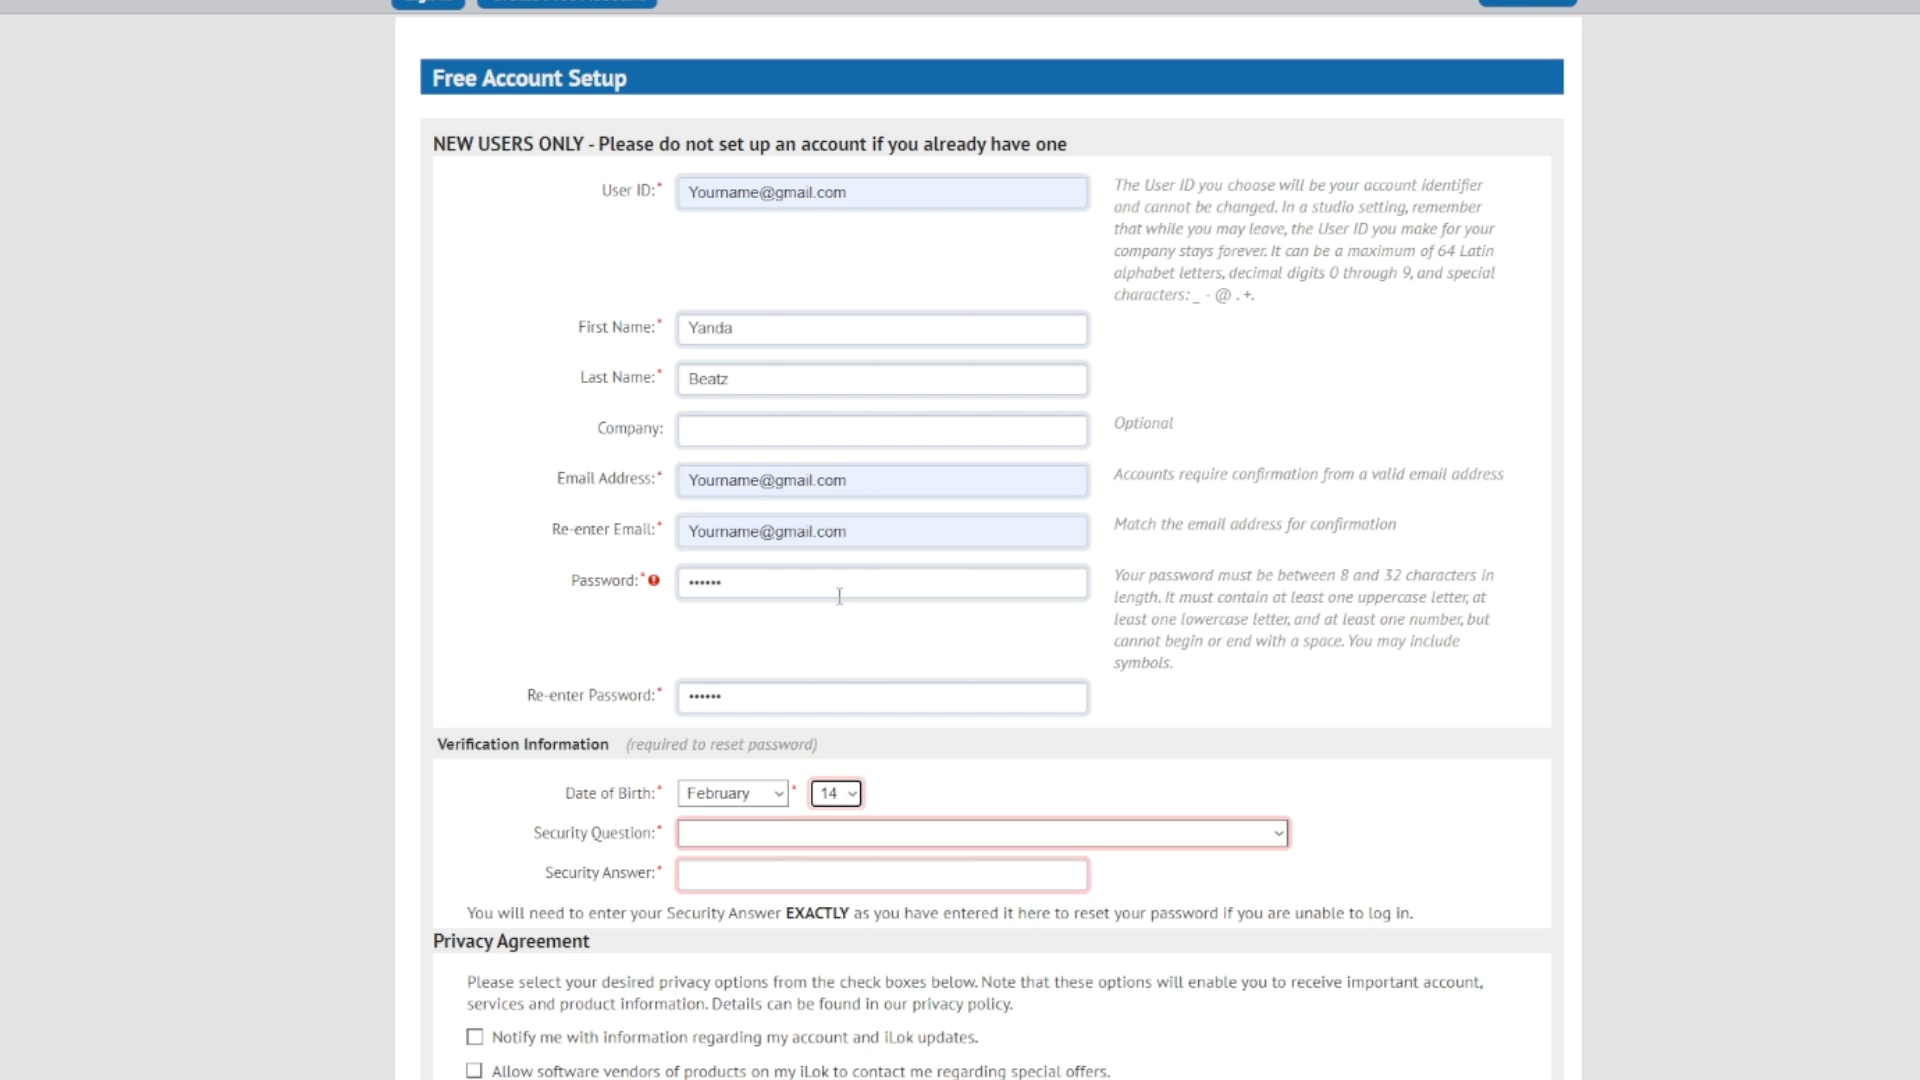 Free Account Setup
NEW USERS ONLY - Please do not set up an account if you already have one
User ID:* Yourname@gmail.com
The User ID you choose will be your account identifier
and cannot be changed. In a studio setting, remember
that while you may leave, the User ID you make for your
company stays forever. It can be a maximum of 64 Latin
alphabet letters, decimal digits 0 through 9, and special
characters: _ - @ . +.
First Name:* Yanda
Last Name:* Beatz
Company: Optional
Email Address:* Yourname@gmail.com Accounts require confirmation from a valid email address
Re-enter Email:* Yourname@gmail.com Match the email address for confirmation
Password:* ••••••
Your password must be between 8 and 32 characters in
length. It must contain at least one uppercase letter, at
least one lowercase letter, and at least one number, but
cannot begin or end with a space. You may include
symbols.
Re-enter Password:* ••••••
Verification Information (required to reset password)
Date of Birth:* February * 14
Security Question:*
Security Answer:*
You will need to enter your Security Answer EXACTLY as you have entered it here to reset your password if you are unable to log in.
Privacy Agreement
Please select your desired privacy options from the check boxes below. Note that these options will enable you to receive important account,
services and product information. Details can be found in our privacy policy.
Notify me with information regarding my account and iLok updates.
Allow software vendors of products on my iLok to contact me regarding special offers.